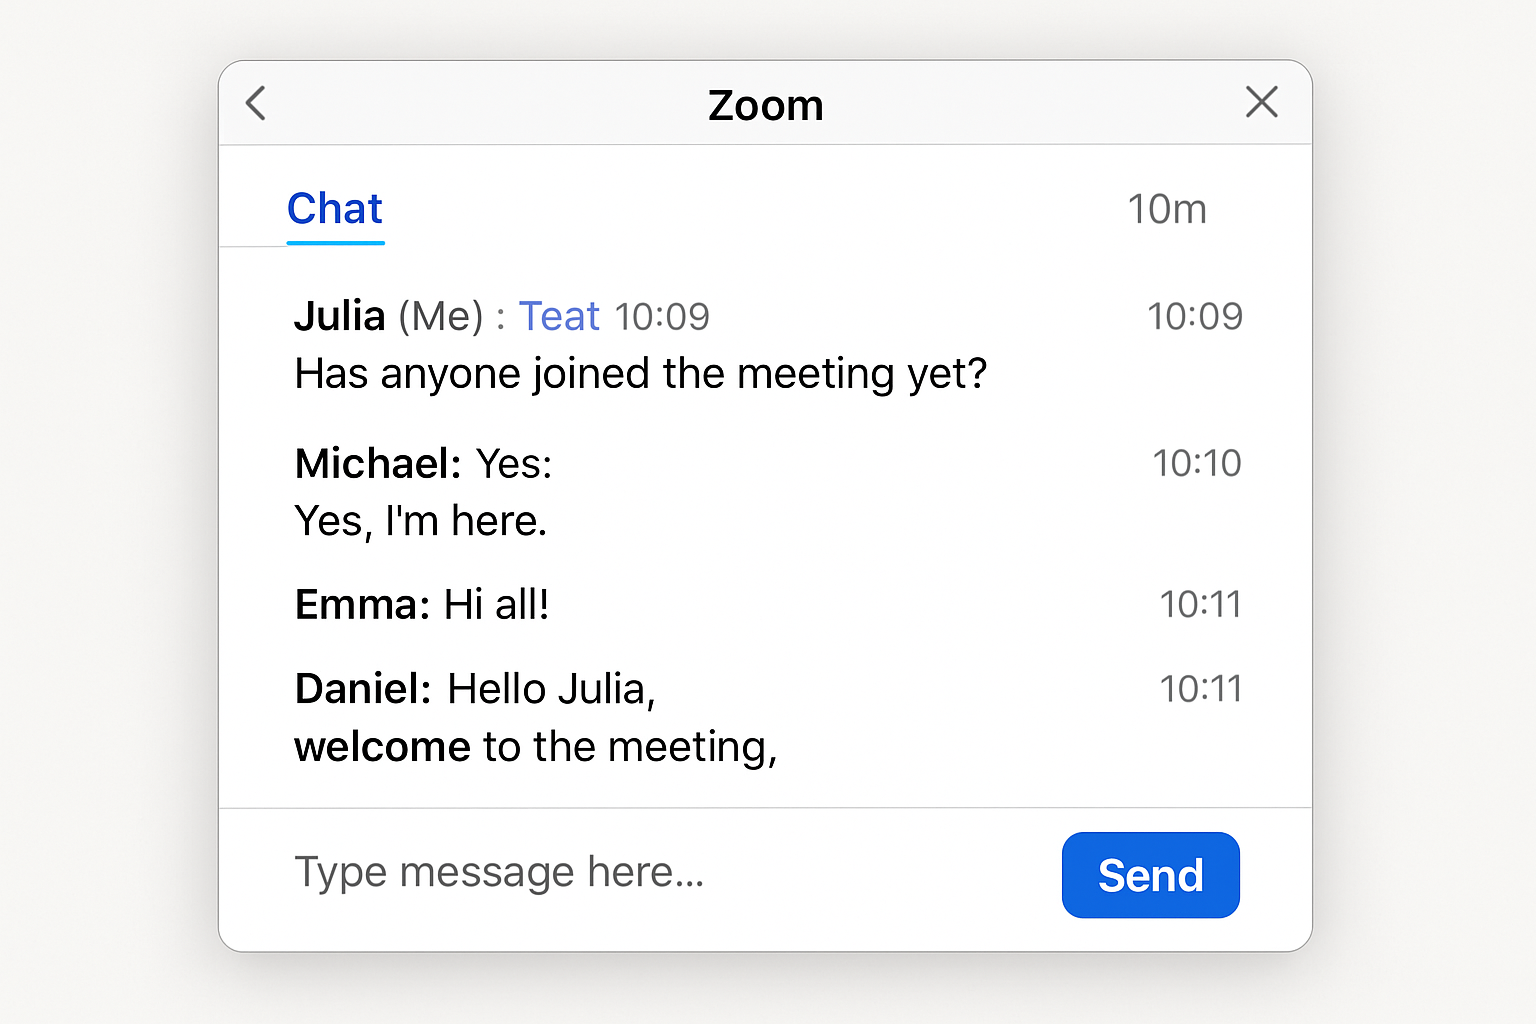 Zoom
Chat 10m
Julia (Me) : Teat 10:09 10:09
Has anyone joined the meeting yet?
Michael: Yes: 10:10
Yes, I'm here.
Emma: Hi all! 10:11
Daniel: Hello Julia, 10:11
welcome to the meeting,
Type message here... Send